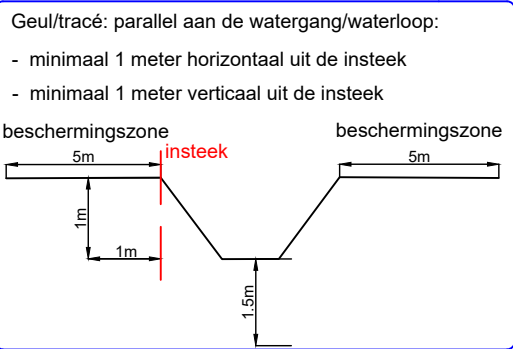 Geul/tracé: parallel aan de watergang/waterloop:
- minimaal 1 meter horizontaal uit de insteek
- minimaal 1 meter verticaal uit de insteek
beschermingszone
beschermingszone
5m
insteek
5m
1m
1m
1.5m